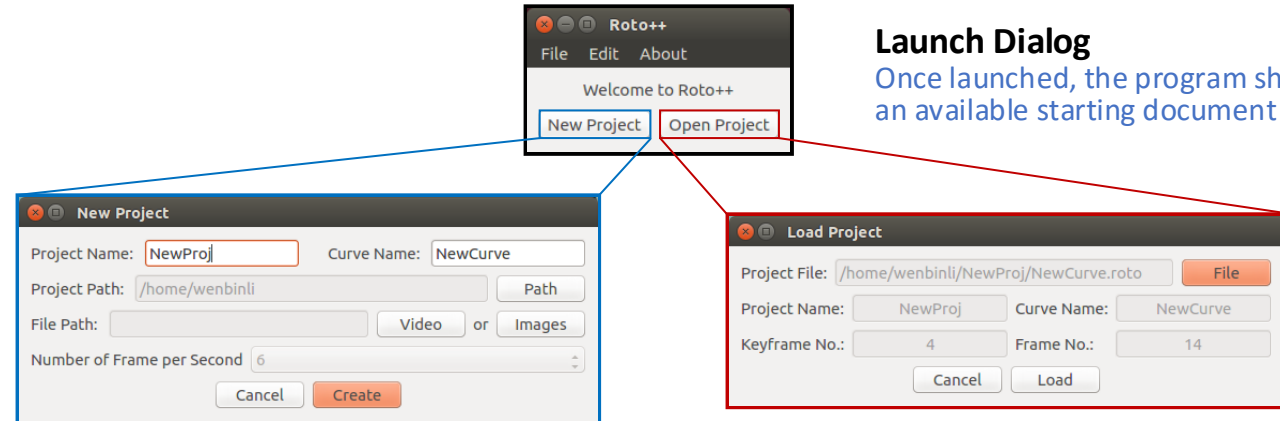 Roto++
File Edit About
Welcome to Roto++
New Project Open Project
Launch Dialog
Once launched, the program sh
an available starting document
New Project
Project Name: NewProj Curve Name: NewCurve
Project Path: /home/wenbinli Path
File Path: Video or Images
Number of Frame per Second 6
Cancel Create
Load Project
Project File: /home/wenbinli/NewProj/NewCurve.roto File
Project Name: NewProj Curve Name: NewCurve
Keyframe No.: 4 Frame No.: 14
Cancel Load